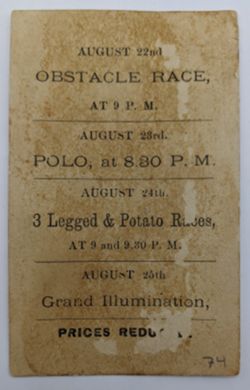 AUGUST 22nd
OBSTACLE RACE,
AT 9 P. M.
AUGUST 23rd.
POLO, at 8.30 P. M.
AUGUST 24th.
3 Legged & Potato Races,
AT 9 and 9.30 P. M.
AUGUST 25th
Grand Illumination,
PRICES
74